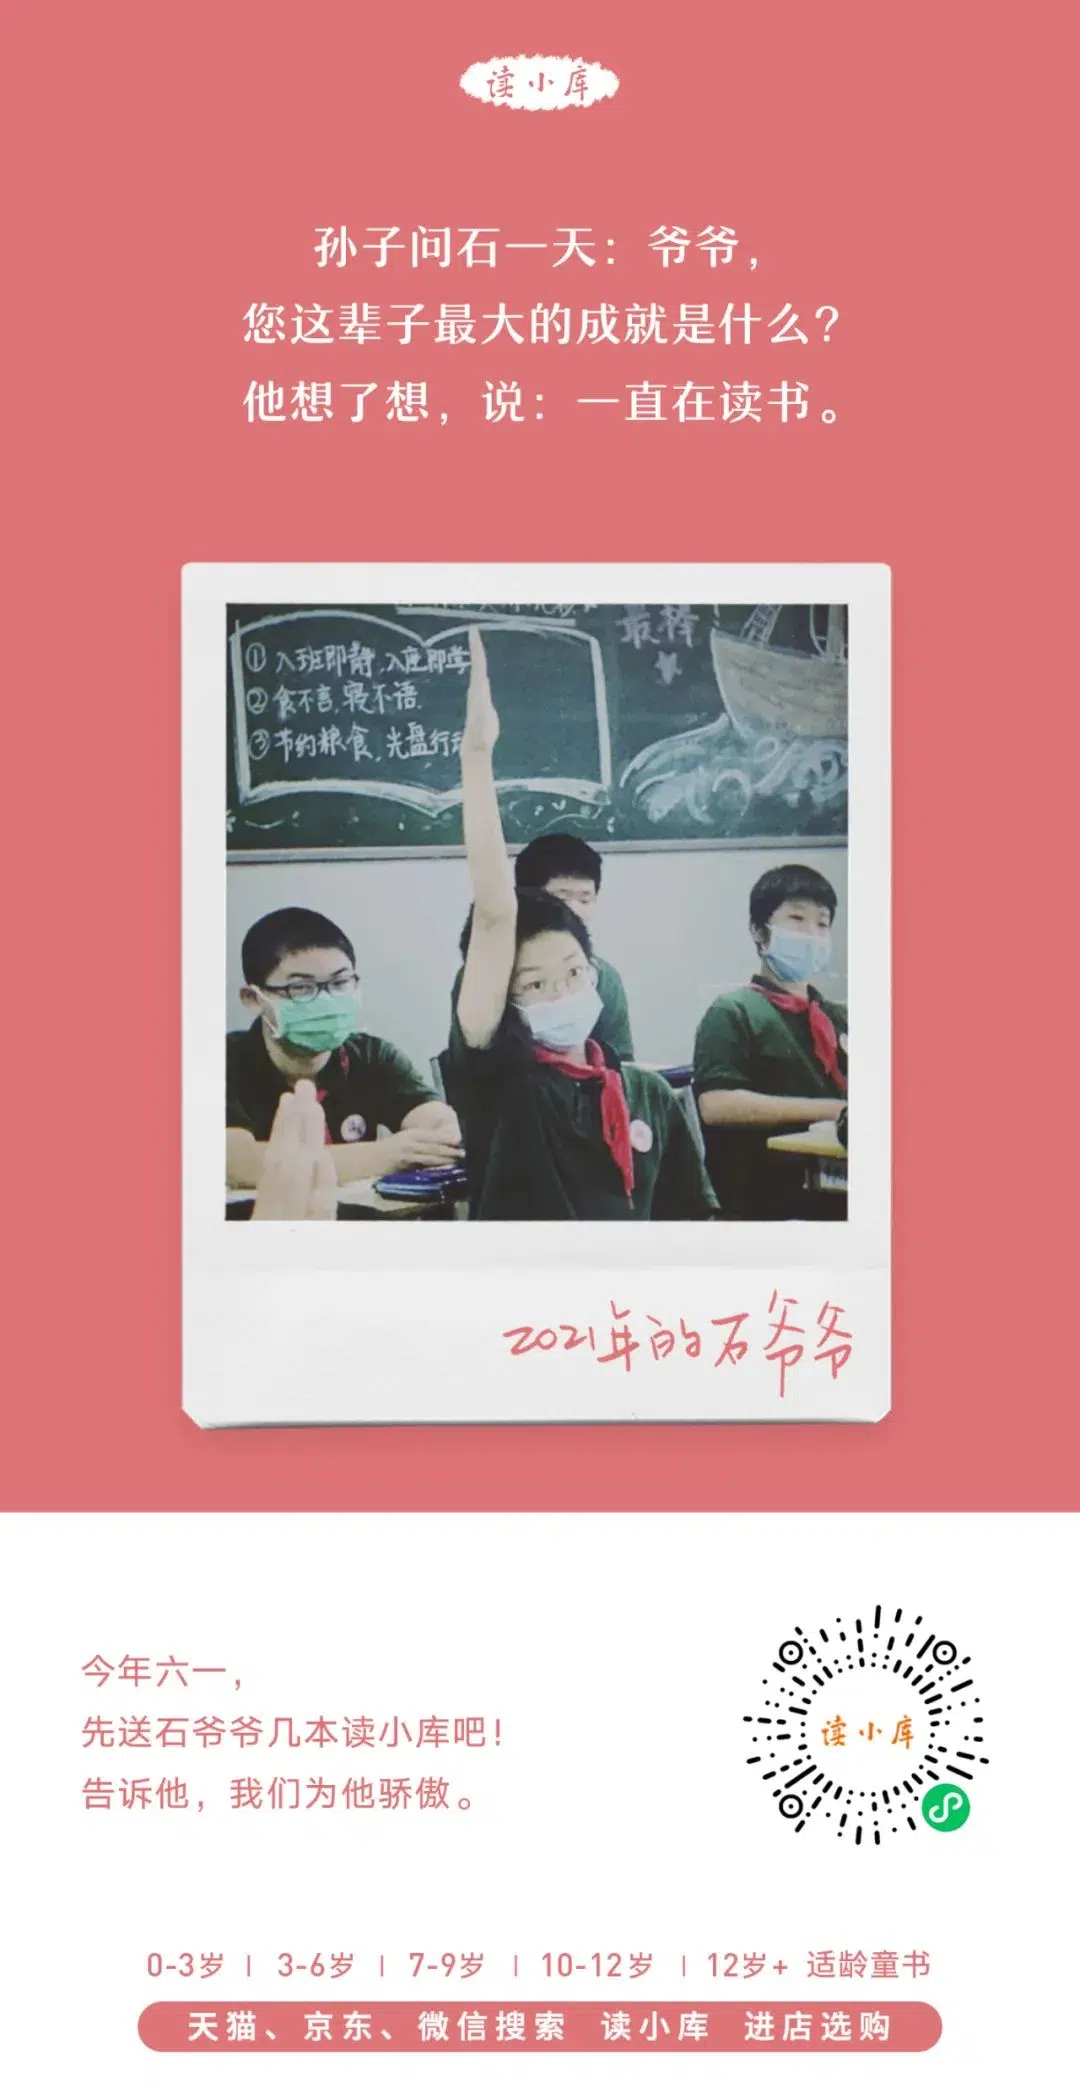 读小库
孙子问石一天：爷爷，
您这辈子最大的成就是什么？
他想了想，说：一直在读书。
最棒
①入班即静，入座即学
②食不言，寝不语。
③节约粮食，光盘行动
2021年的石爷爷
今年六一，
先送石爷爷几本读小库吧！
告诉他，我们为他骄傲。
读小库
0-3岁 | 3-6岁 | 7-9岁 | 10-12岁 | 12岁+ 适龄童书
天猫、京东、微信搜索 读小库 进店选购